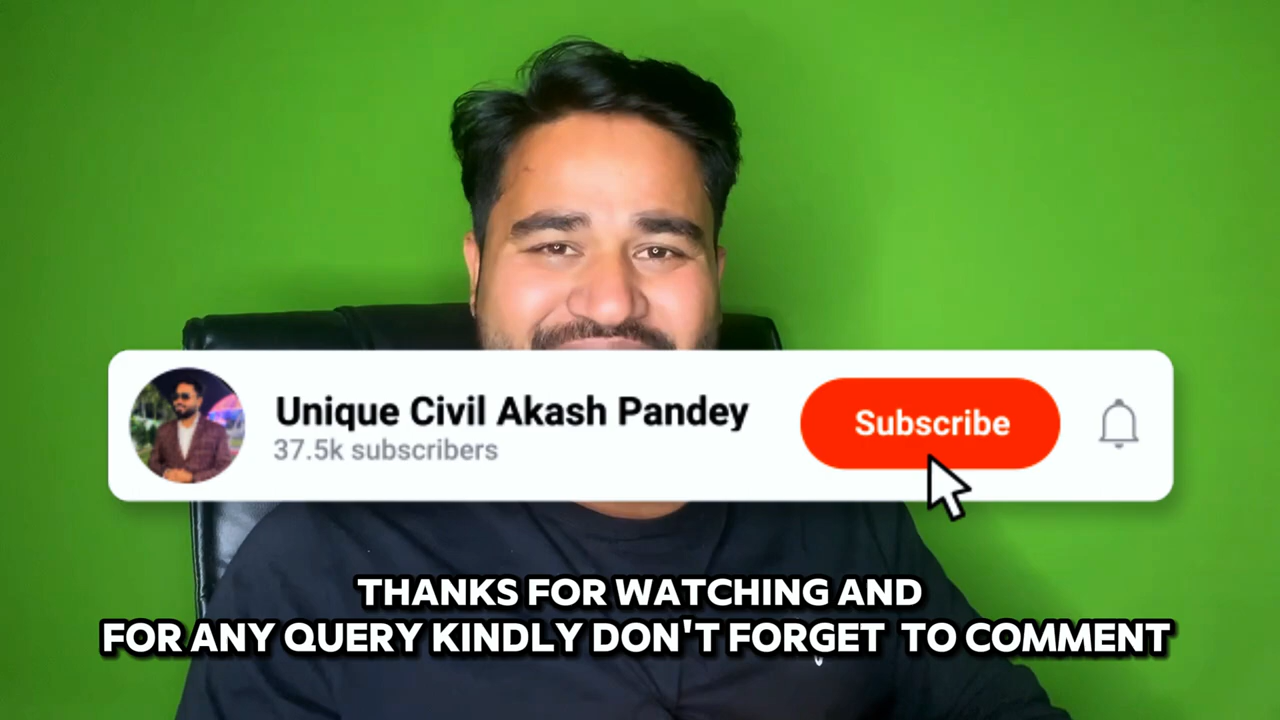 Unique Civil Akash Pandey
37.5k subscribers
Subscribe
THANKS FOR WATCHING AND
FOR ANY QUERY KINDLY DON'T FORGET TO COMMENT